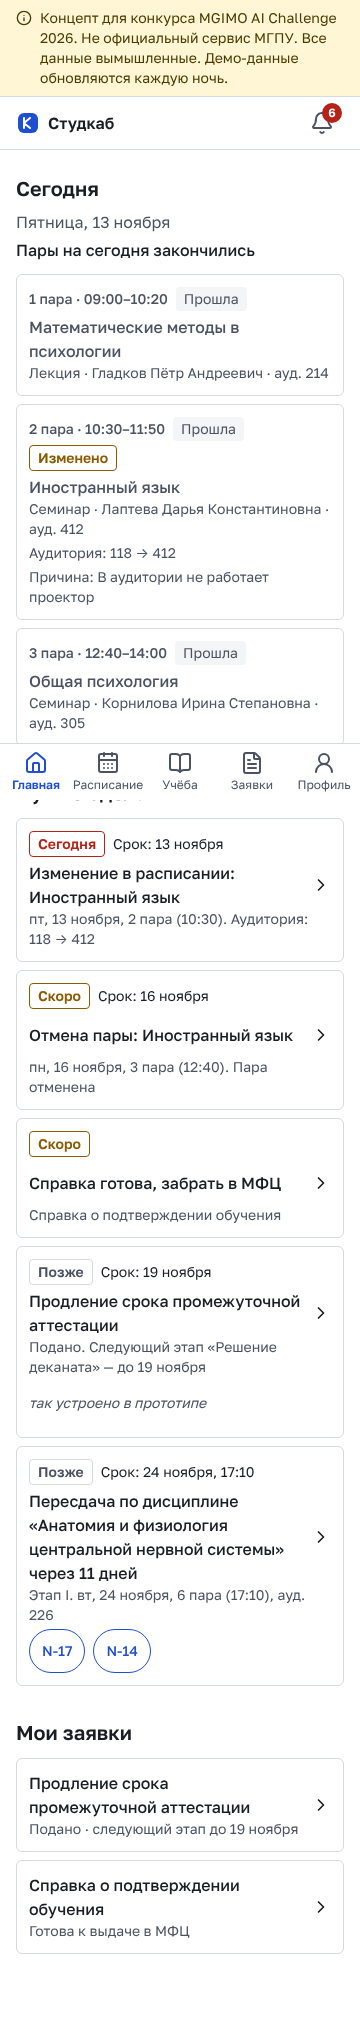 Концепт для конкурса MGIMO AI Challenge
2026. Не официальный сервис МГПУ. Все
данные вымышленные. Демо-данные
обновляются каждую ночь.
Студкаб
6
Сегодня
Пятница, 13 ноября
Пары на сегодня закончились
1 пара · 09:00–10:20 Прошла
Математические методы в
психологии
Лекция · Гладков Пётр Андреевич · ауд. 214
2 пара · 10:30–11:50 Прошла
Изменено
Иностранный язык
Семинар · Лаптева Дарья Константиновна ·
ауд. 412
Аудитория: 118 → 412
Причина: В аудитории не работает
проектор
3 пара · 12:40–14:00 Прошла
Общая психология
Семинар · Корнилова Ирина Степановна ·
ауд. 305
Главная Расписание Учёба Заявки Профиль
Сегодня Срок: 13 ноября
Изменение в расписании:
Иностранный язык
пт, 13 ноября, 2 пара (10:30). Аудитория:
118 → 412
Скоро Срок: 16 ноября
Отмена пары: Иностранный язык
пн, 16 ноября, 3 пара (12:40). Пара
отменена
Скоро
Справка готова, забрать в МФЦ
Справка о подтверждении обучения
Позже Срок: 19 ноября
Продление срока промежуточной
аттестации
Подано. Следующий этап «Решение
деканата» — до 19 ноября
так устроено в прототипе
Позже Срок: 24 ноября, 17:10
Пересдача по дисциплине
«Анатомия и физиология
центральной нервной системы»
через 11 дней
Этап I. вт, 24 ноября, 6 пара (17:10), ауд.
226
N-17 N-14
Мои заявки
Продление срока
промежуточной аттестации
Подано · следующий этап до 19 ноября
Справка о подтверждении
обучения
Готова к выдаче в МФЦ